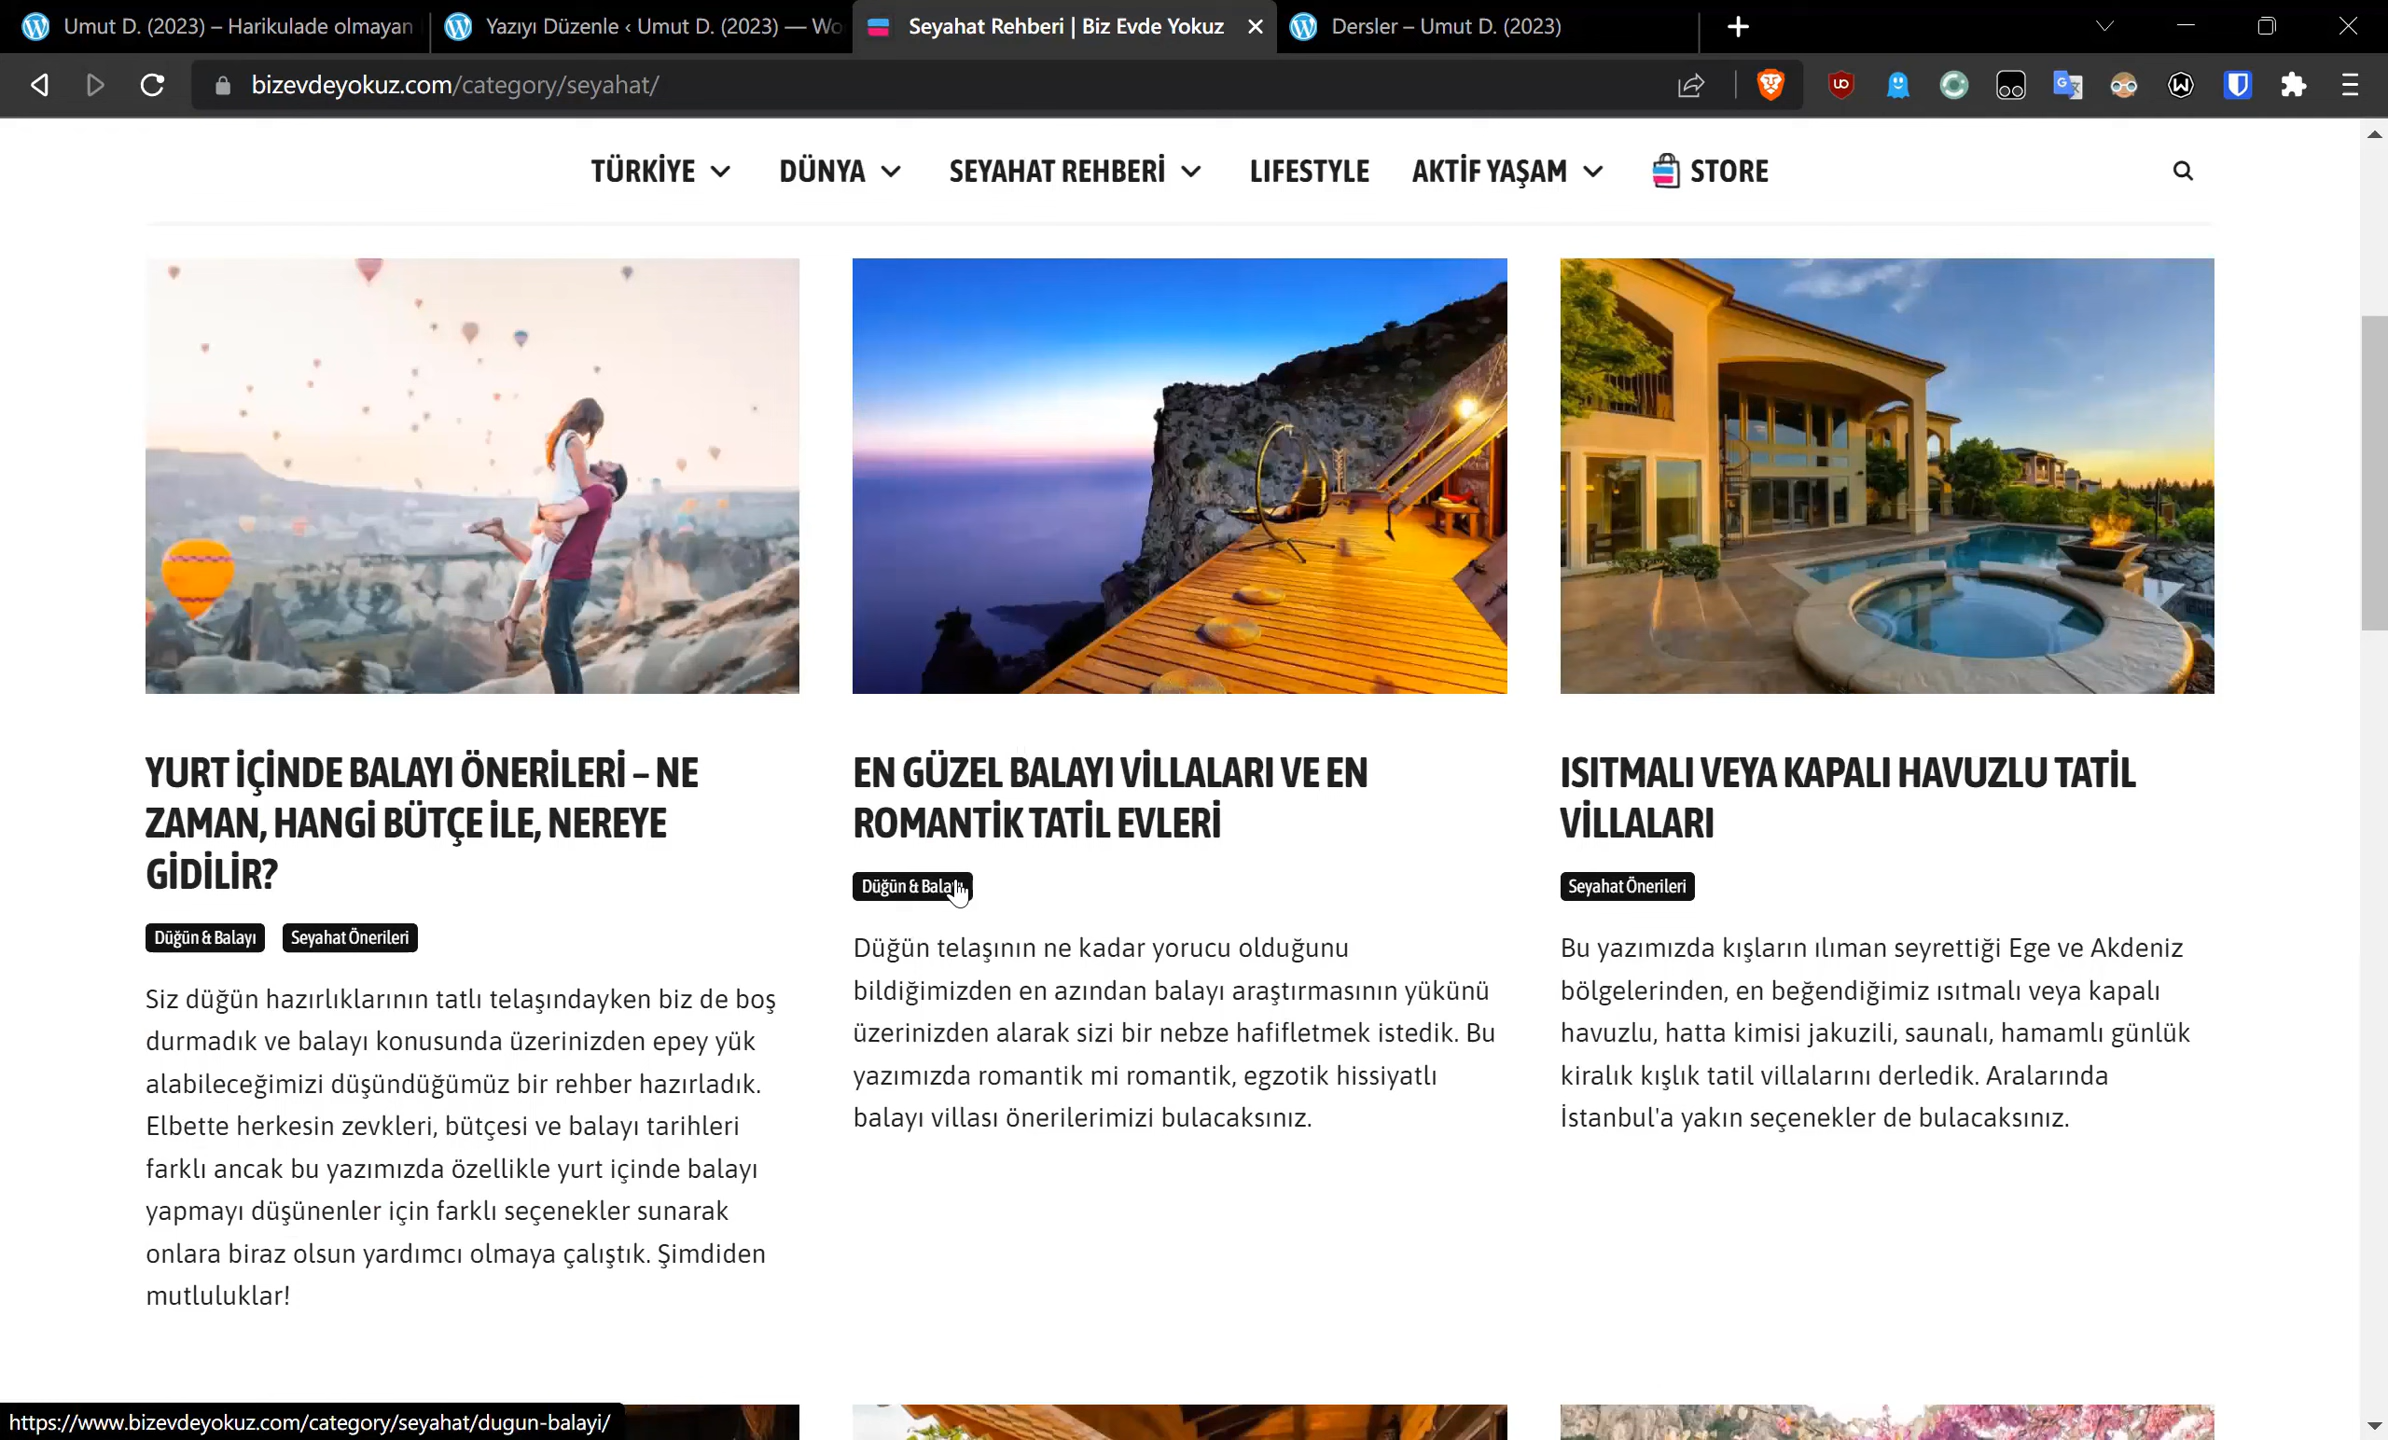 Umut D. (2023) – Harikulade olmayan
Yazıyı Düzenle ‹ Umut D. (2023) — Wo
Seyahat Rehberi | Biz Evde Yokuz
Dersler – Umut D. (2023)
bizevdeyokuz.com/category/seyahat/
TÜRKİYE
DÜNYA
SEYAHAT REHBERİ
LIFESTYLE
AKTİF YAŞAM
STORE
YURT İÇİNDE BALAYI ÖNERİLERİ – NE
ZAMAN, HANGİ BÜTÇE İLE, NEREYE
GİDİLİR?
Düğün & Balayı
Seyahat Önerileri
Siz düğün hazırlıklarının tatlı telaşındayken biz de boş
durmadık ve balayı konusunda üzerinizden epey yük
alabileceğimizi düşündüğümüz bir rehber hazırladık.
Elbette herkesin zevkleri, bütçesi ve balayı tarihleri
farklı ancak bu yazımızda özellikle yurt içinde balayı
yapmayı düşünenler için farklı seçenekler sunarak
onlara biraz olsun yardımcı olmaya çalıştık. Şimdiden
mutluluklar!
EN GÜZEL BALAYI VİLLALARI VE EN
ROMANTİK TATİL EVLERİ
Düğün & Balayı
Düğün telaşının ne kadar yorucu olduğunu
bildiğimizden en azından balayı araştırmasının yükünü
üzerinizden alarak sizi bir nebze hafifletmek istedik. Bu
yazımızda romantik mi romantik, egzotik hissiyatlı
balayı villası önerilerimizi bulacaksınız.
ISITMALI VEYA KAPALI HAVUZLU TATİL
VİLLALARI
Seyahat Önerileri
Bu yazımızda kışların ılıman seyrettiği Ege ve Akdeniz
bölgelerinden, en beğendiğimiz ısıtmalı veya kapalı
havuzlu, hatta kimisi jakuzili, saunalı, hamamlı günlük
kiralık kışlık tatil villalarını derledik. Aralarında
İstanbul'a yakın seçenekler de bulacaksınız.
https://www.bizevdeyokuz.com/category/seyahat/dugun-balayi/